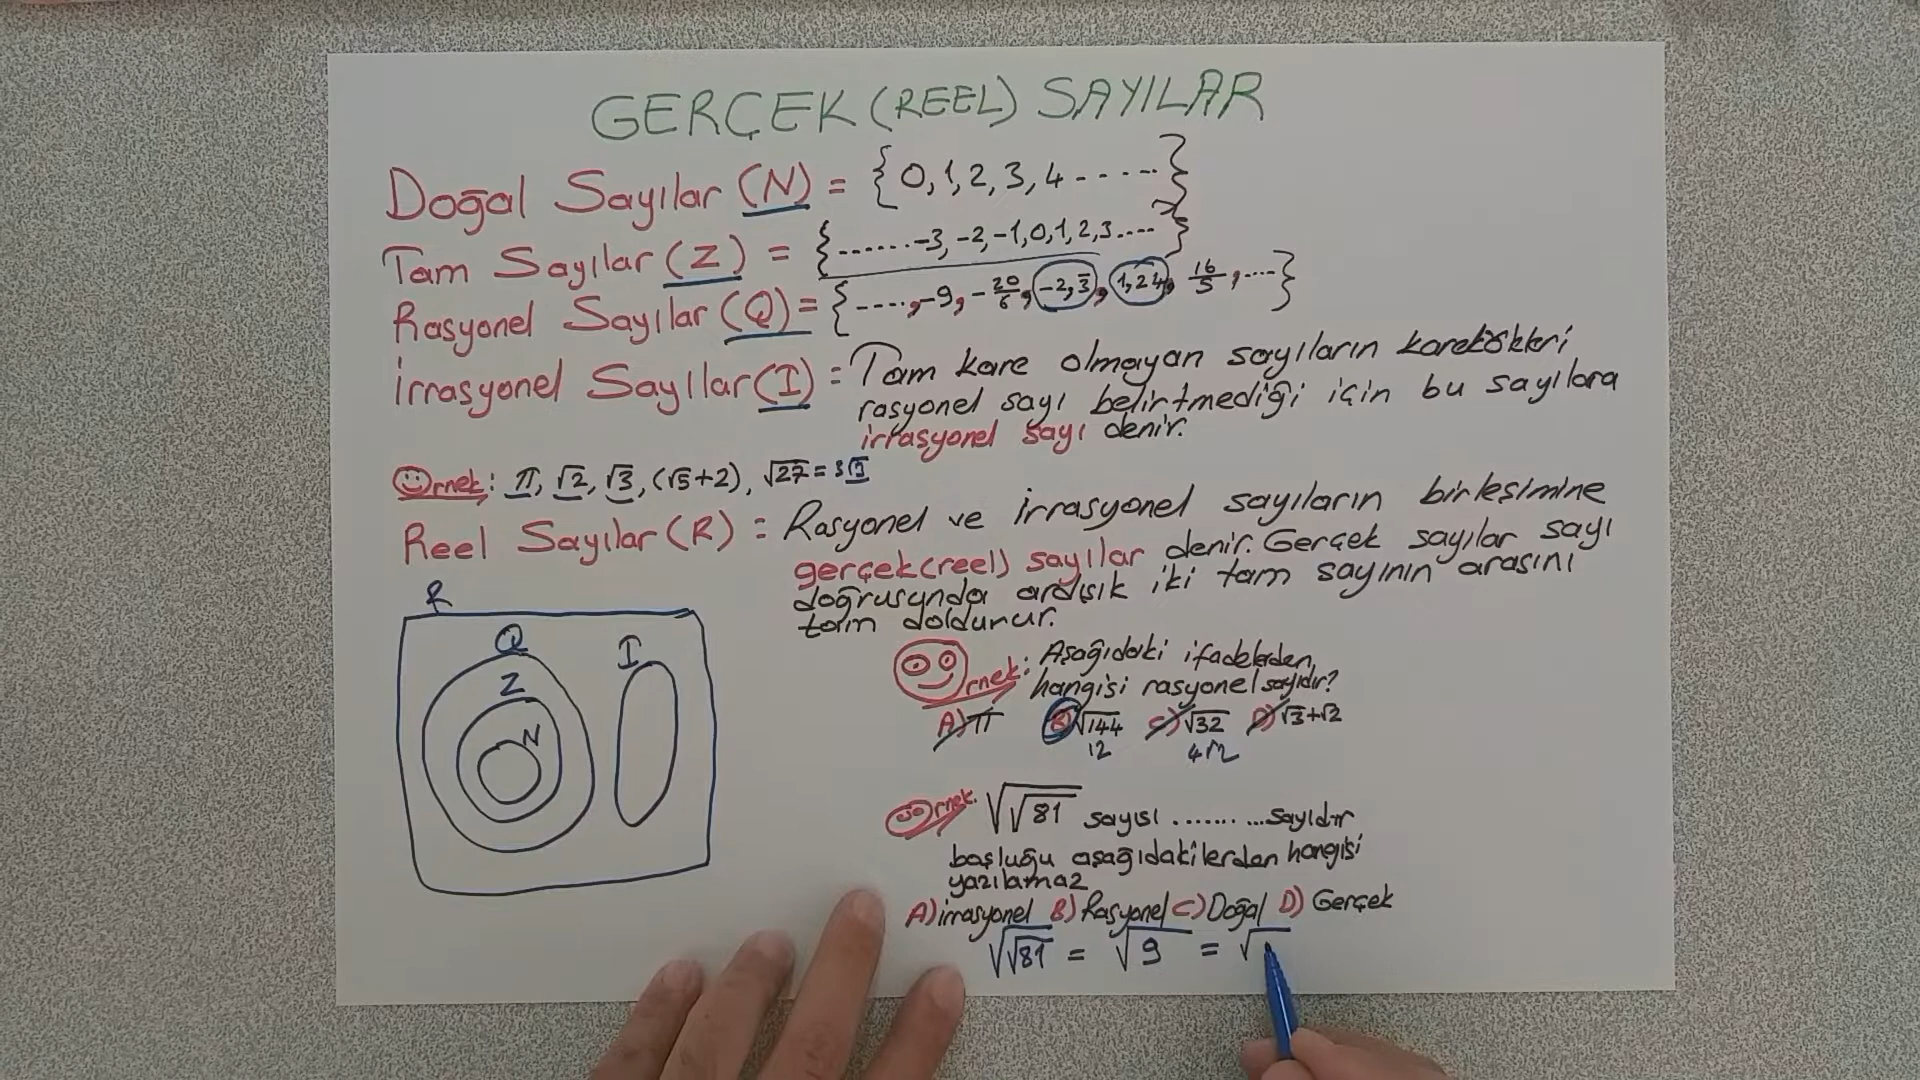 GERÇEK (REEL) SAYILAR
Doğal Sayılar (N) = {0, 1, 2, 3, 4 - - - - --}
Tam Sayılar (Z) = {......-3, -2, -1, 0, 1, 2, 3....}
Rasyonel Sayılar (Q) = {...., -9, -20/6, -2,3̅, 1,24, 16/5, ....}
İrrasyonel Sayılar (I) : Tam kare olmayan sayıların karekökleri
rasyonel sayı belirtmediği için bu sayılara
irrasyonel sayı denir.
Örnek: π, √2, √3, (√5+2), √27 = 3√3
Reel Sayılar (R) : Rasyonel ve irrasyonel sayıların birleşimine
gerçek(reel) sayılar denir. Gerçek sayılar sayı
doğrusunda ardışık iki tam sayının arasını
tam doldurur.
R
Q
I
Z
N
Örnek: Aşağıdaki ifadelerden
hangisi rasyonel sayıdır?
A) π B) √144 C) √32 D) √3+√2
12 4√2
Örnek. √√81 sayısı .......... sayıdır
boşluğu aşağıdakilerden hangisi
yazılamaz
A) irrasyonel B) Rasyonel C) Doğal D) Gerçek
√√81 = √9 = √